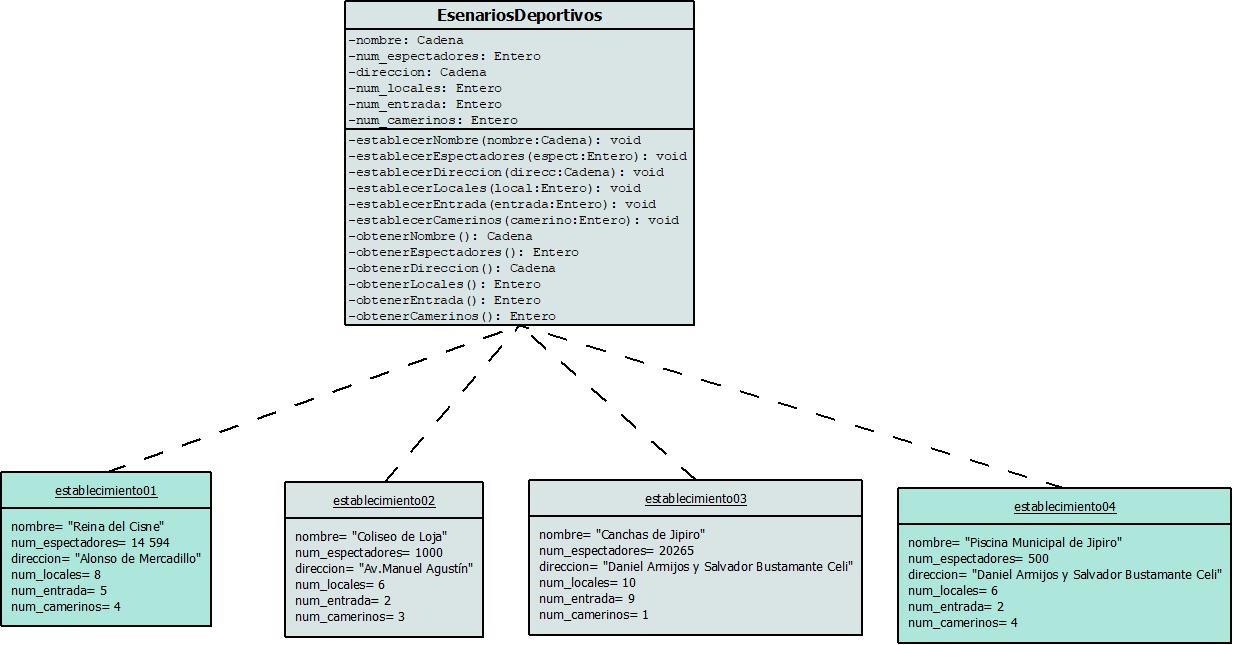 EsenariosDeportivos
-nombre: Cadena
-num_espectadores: Entero
-direccion: Cadena
-num_locales: Entero
-num_entrada: Entero
-num_camerinos: Entero
-establecerNombre(nombre:Cadena): void
-establecerEspectadores(espect:Entero): void
-establecerDireccion(direcc:Cadena): void
-establecerLocales(local:Entero): void
-establecerEntrada(entrada:Entero): void
-establecerCamerinos(camerino:Entero): void
-obtenerNombre(): Cadena
-obtenerEspectadores(): Entero
-obtenerDireccion(): Cadena
-obtenerLocales(): Entero
-obtenerEntrada(): Entero
-obtenerCamerinos(): Entero
establecimiento01
nombre= "Reina del Cisne"
num_espectadores= 14 594
direccion= "Alonso de Mercadillo"
num_locales= 8
num_entrada= 5
num_camerinos= 4
establecimiento02
nombre= "Coliseo de Loja"
num_espectadores= 1000
direccion= "Av.Manuel Agustín"
num_locales= 6
num_entrada= 2
num_camerinos= 3
establecimiento03
nombre= "Canchas de Jipiro"
num_espectadores= 20265
direccion= "Daniel Armijos y Salvador Bustamante Celi"
num_locales= 10
num_entrada= 9
num_camerinos= 1
establecimiento04
nombre= "Piscina Municipal de Jipiro"
num_espectadores= 500
direccion= "Daniel Armijos y Salvador Bustamante Celi"
num_locales= 6
num_entrada= 2
num_camerinos= 4